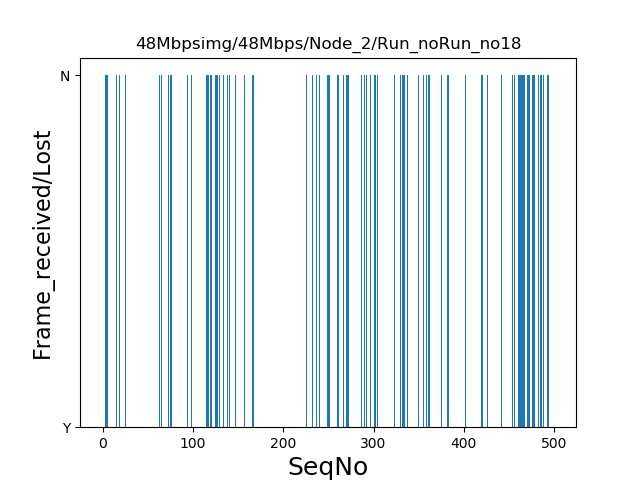 48Mbpsimg/48Mbps/Node_2/Run_noRun_no18
N
Frame_received/Lost
Y
0 100 200 300 400 500
SeqNo